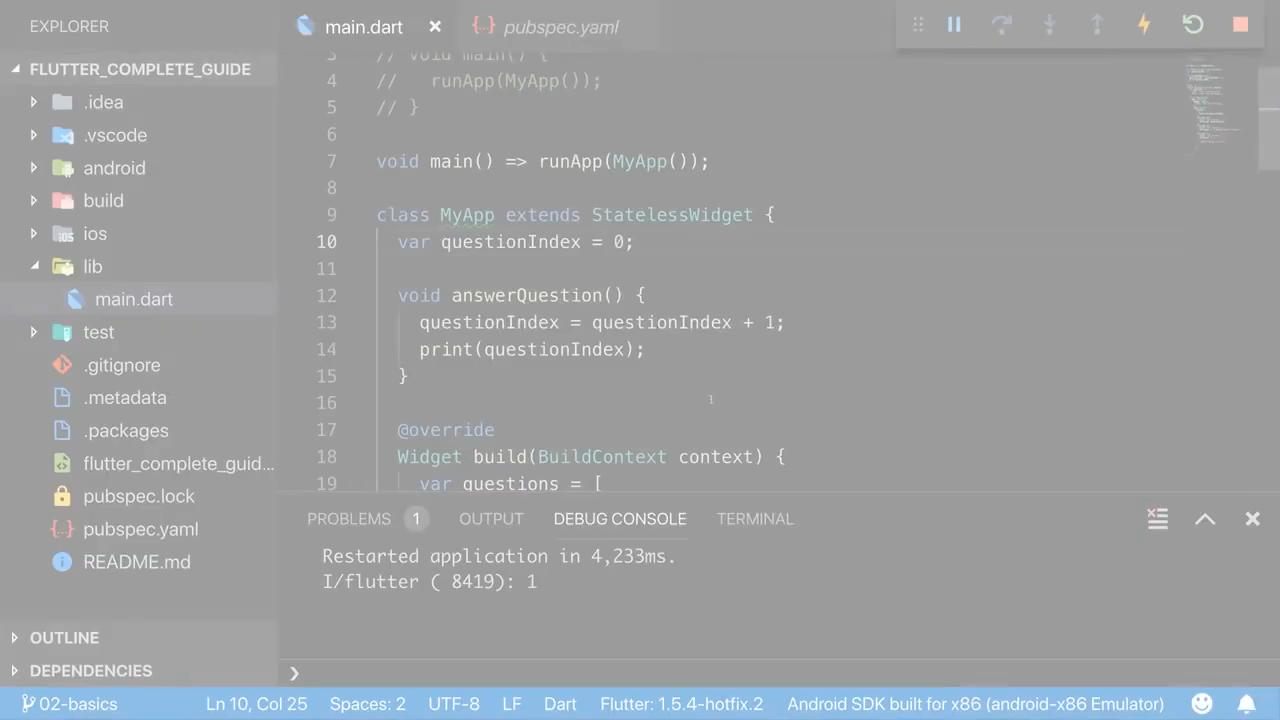 EXPLORER
main.dart
pubspec.yaml
FLUTTER_COMPLETE_GUIDE
.idea
.vscode
android
build
ios
lib
main.dart
test
.gitignore
.metadata
.packages
flutter_complete_guid...
pubspec.lock
pubspec.yaml
README.md
OUTLINE
DEPENDENCIES
3 // void main() {
4 //   runApp(MyApp());
5 // }
6
7 void main() => runApp(MyApp());
8
9 class MyApp extends StatelessWidget {
10   var questionIndex = 0;
11
12   void answerQuestion() {
13     questionIndex = questionIndex + 1;
14     print(questionIndex);
15   }
16
17   @override
18   Widget build(BuildContext context) {
19     var questions = [
PROBLEMS 1 OUTPUT DEBUG CONSOLE TERMINAL
Restarted application in 4,233ms.
I/flutter ( 8419): 1
02-basics Ln 10, Col 25 Spaces: 2 UTF-8 LF Dart Flutter: 1.5.4-hotfix.2 Android SDK built for x86 (android-x86 Emulator)